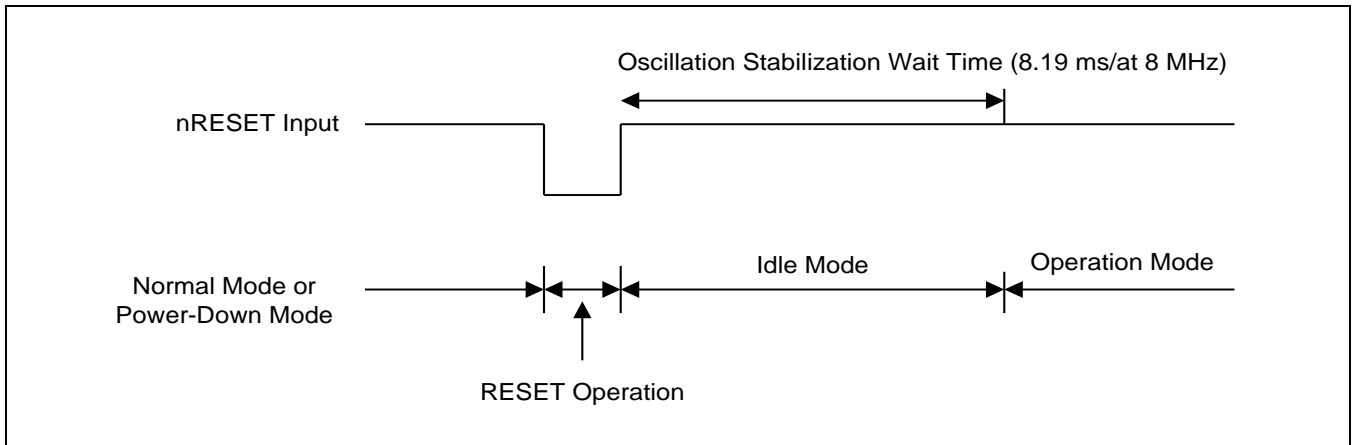 Oscillation Stabilization Wait Time (8.19 ms/at 8 MHz)
nRESET Input
Idle Mode
Operation Mode
Normal Mode or
Power-Down Mode
RESET Operation